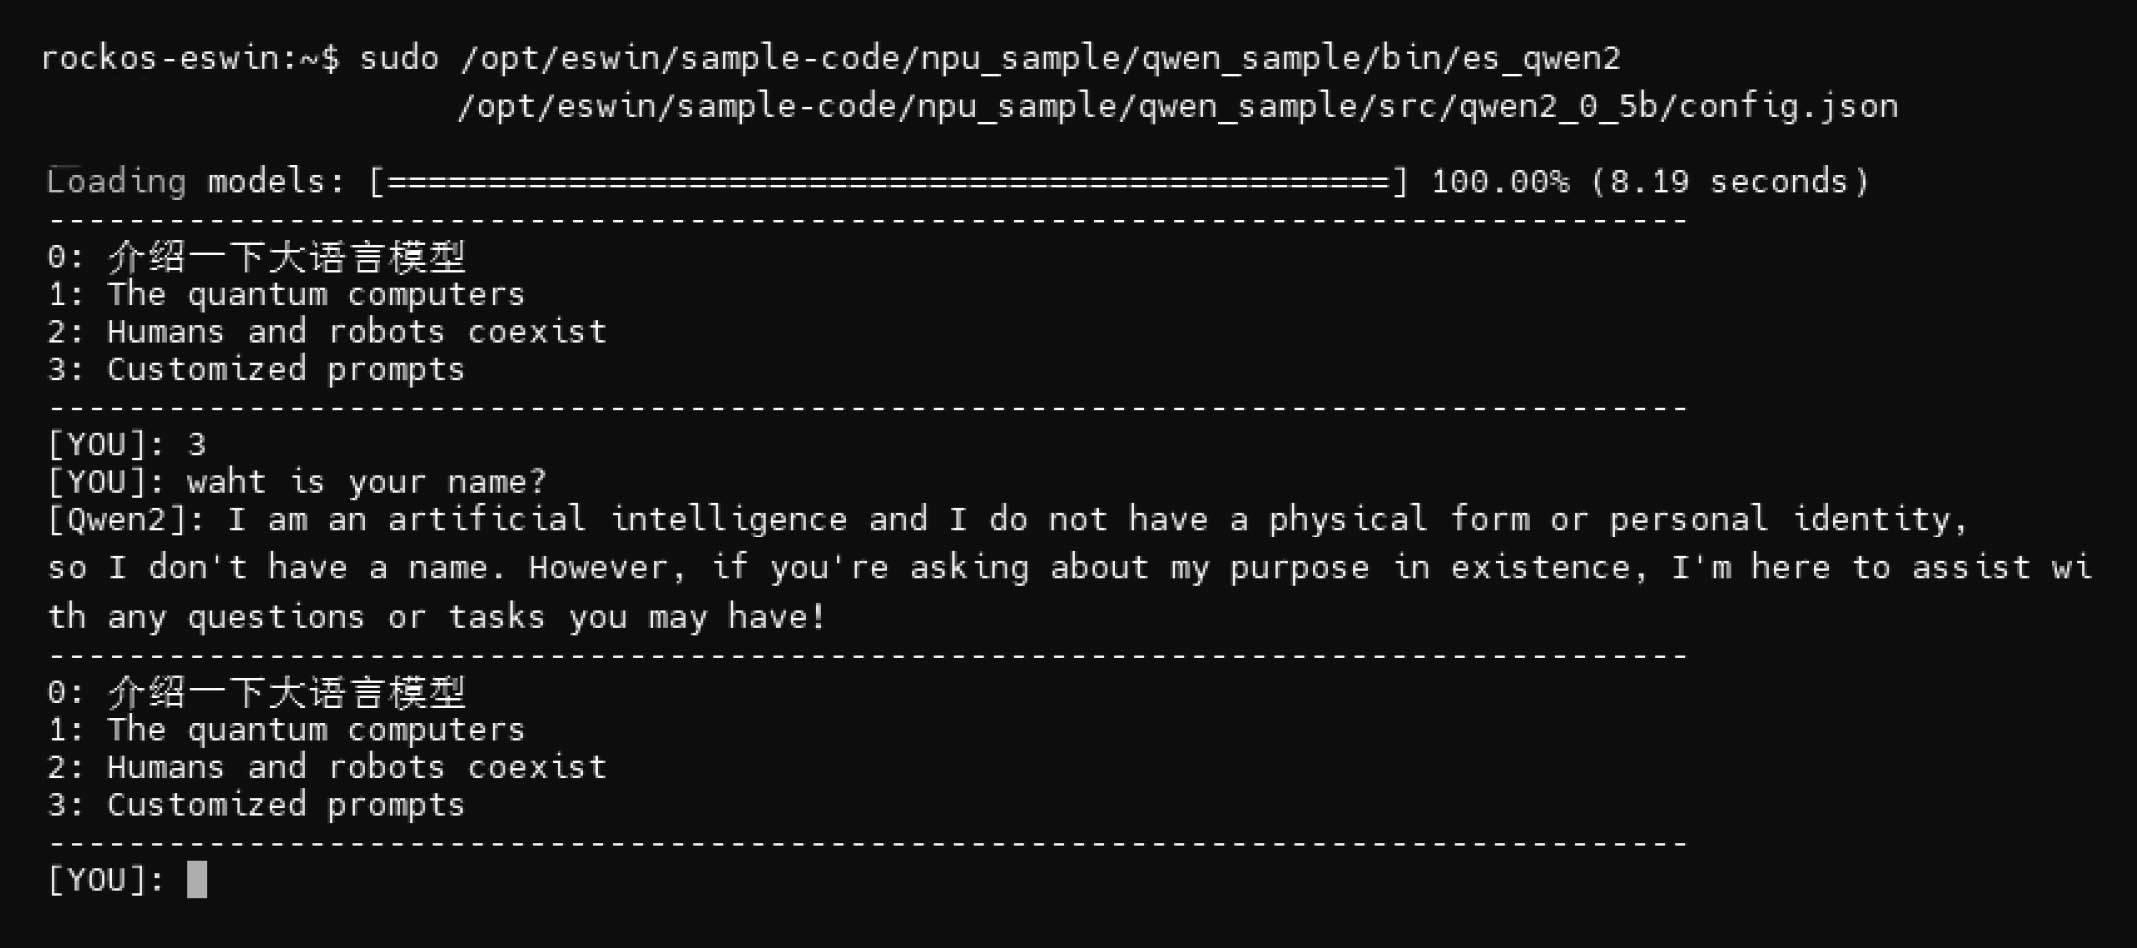 rockos-eswin:~$ sudo /opt/eswin/sample-code/npu_sample/qwen_sample/bin/es_qwen2
/opt/eswin/sample-code/npu_sample/qwen_sample/src/qwen2_0_5b/config.json
Loading models: [==================================================] 100.00% (8.19 seconds)
----------------------------------------------------------------------------------
0: 介绍一下大语言模型
1: The quantum computers
2: Humans and robots coexist
3: Customized prompts
----------------------------------------------------------------------------------
[YOU]: 3
[YOU]: waht is your name?
[Qwen2]: I am an artificial intelligence and I do not have a physical form or personal identity,
so I don't have a name. However, if you're asking about my purpose in existence, I'm here to assist wi
th any questions or tasks you may have!
----------------------------------------------------------------------------------
0: 介绍一下大语言模型
1: The quantum computers
2: Humans and robots coexist
3: Customized prompts
----------------------------------------------------------------------------------
[YOU]: